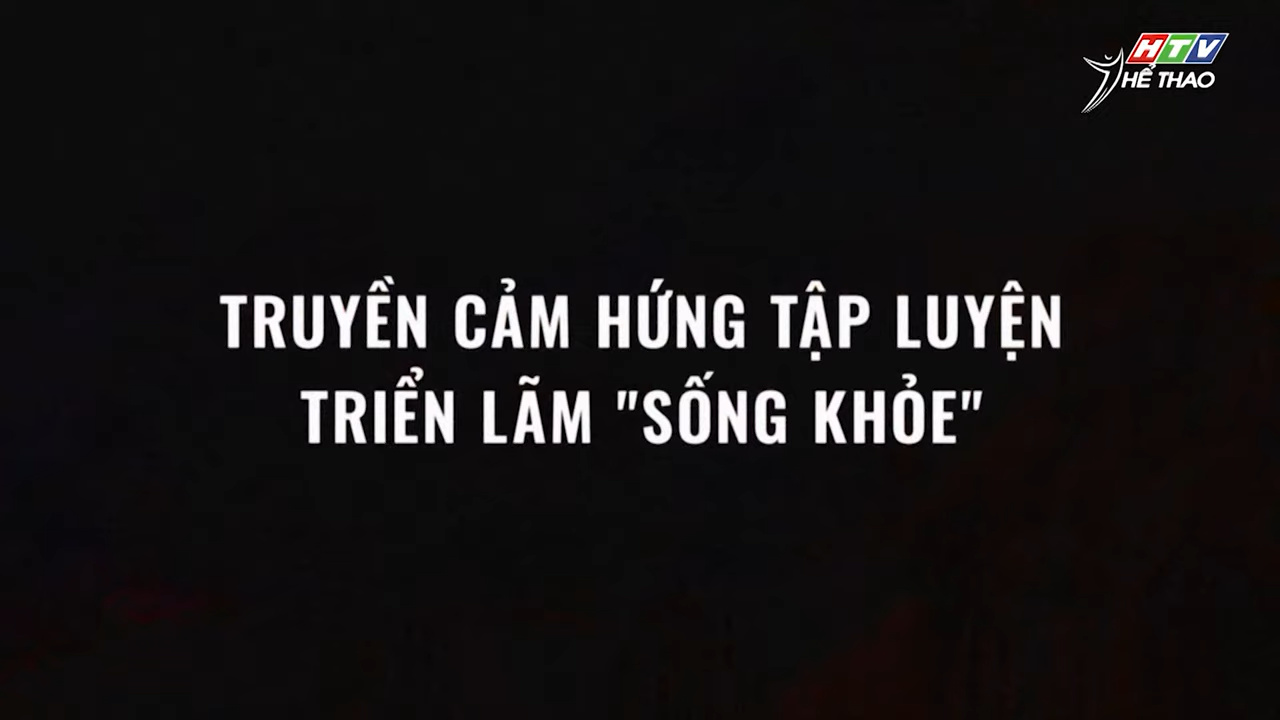 HTV
THỂ THAO
TRUYỀN CẢM HỨNG TẬP LUYỆN
TRIỂN LÃM "SỐNG KHỎE"